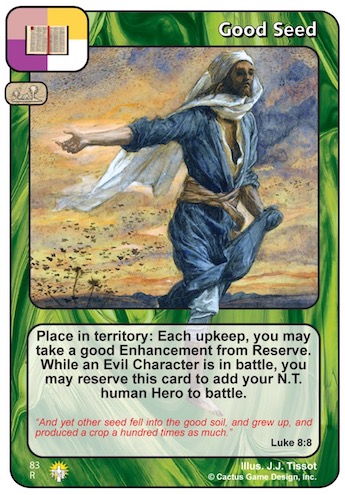 Good Seed
Place in territory: Each upkeep, you may
take a good Enhancement from Reserve.
While an Evil Character is in battle, you
may reserve this card to add your N.T.
human Hero to battle.
"And yet other seed fell into the good soil, and grew up, and
produced a crop a hundred times as much."
Luke 8:8
83
R
Illus. J.J. Tissot
© Cactus Game Design, Inc.